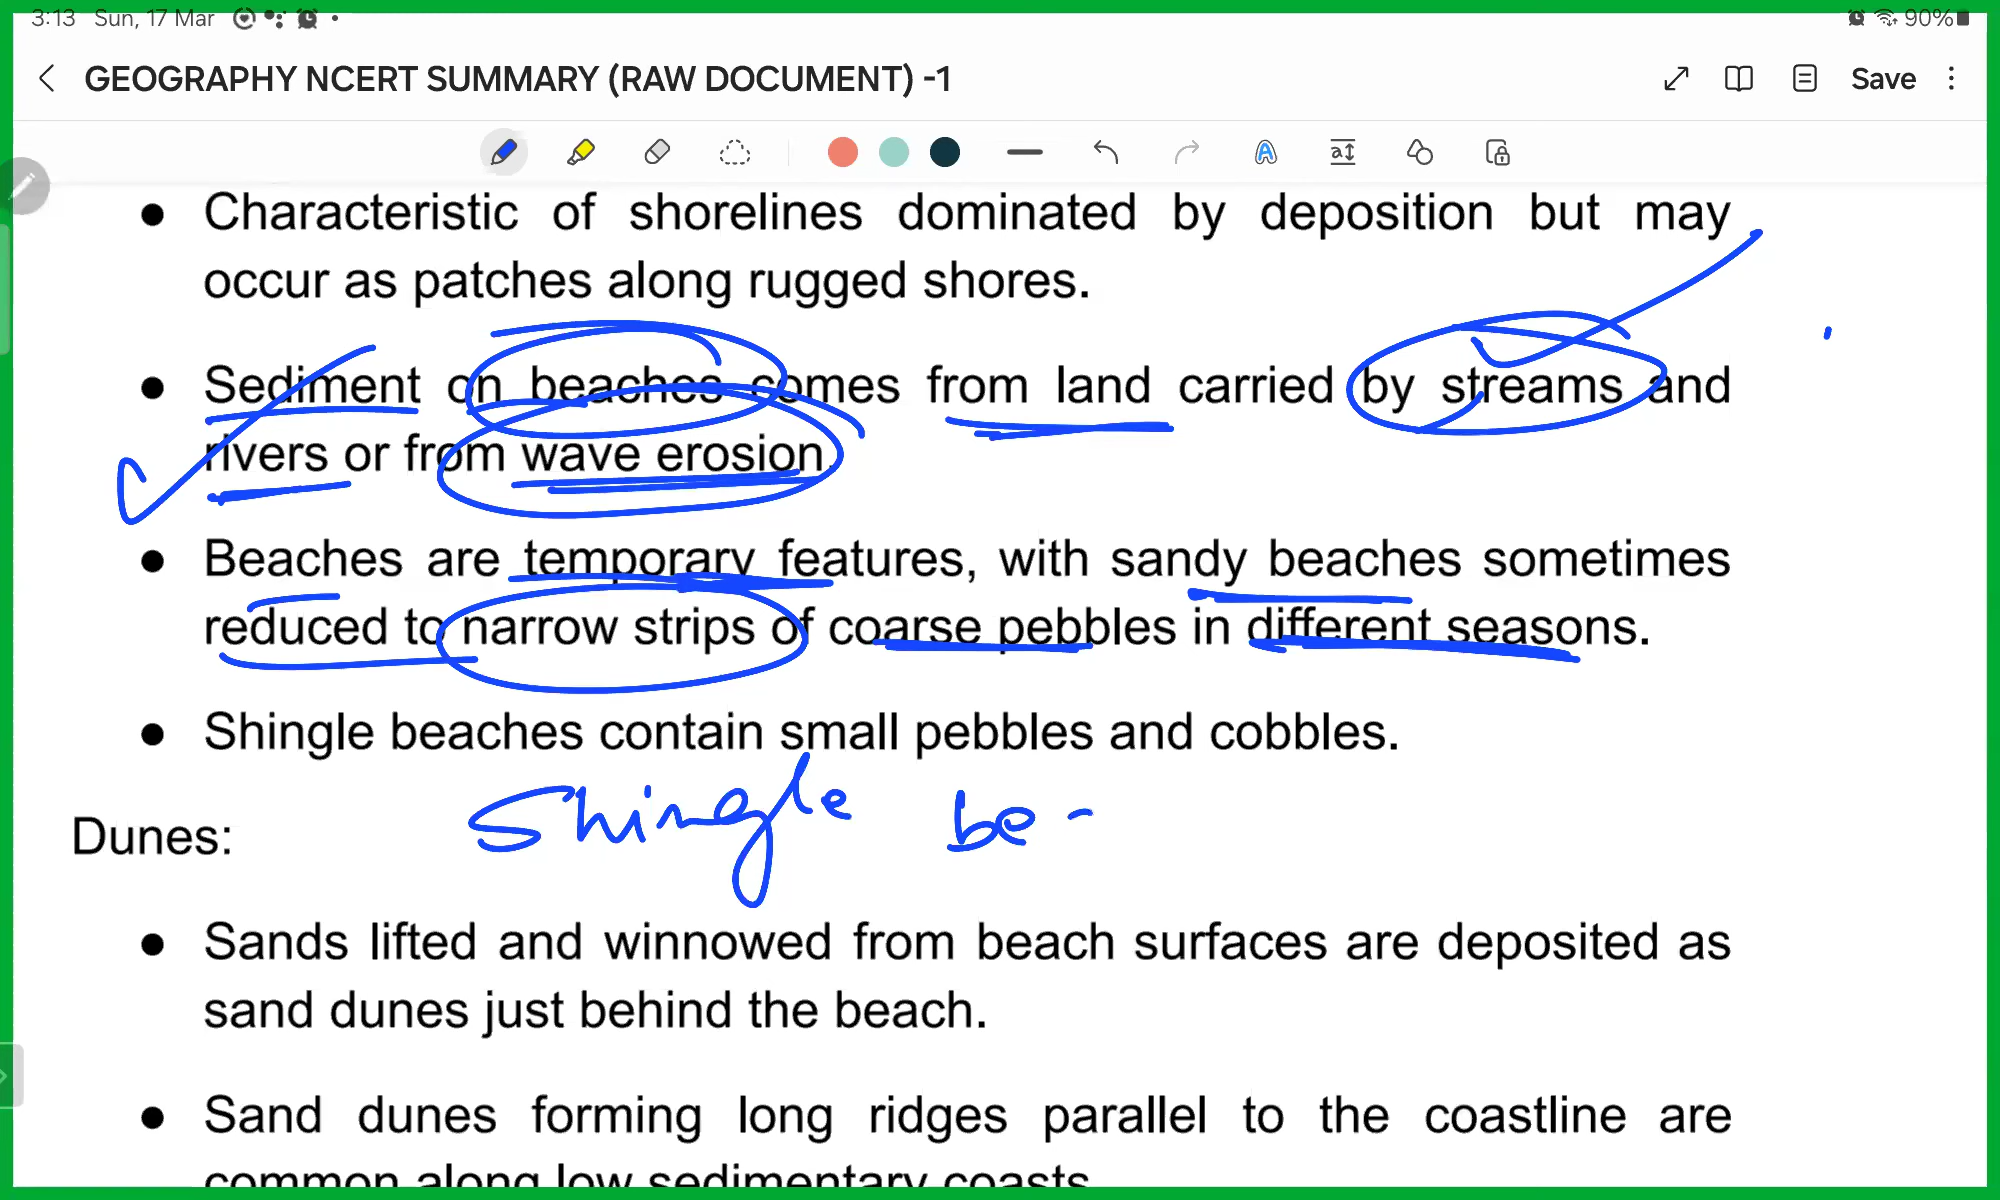 3:13 Sun, 17 Mar 90%
GEOGRAPHY NCERT SUMMARY (RAW DOCUMENT) -1 Save
● Characteristic of shorelines dominated by deposition but may
occur as patches along rugged shores.
● Sediment on beaches comes from land carried by streams and
rivers or from wave erosion.
● Beaches are temporary features, with sandy beaches sometimes
reduced to narrow strips of coarse pebbles in different seasons.
● Shingle beaches contain small pebbles and cobbles.
Shingle be-
Dunes:
● Sands lifted and winnowed from beach surfaces are deposited as
sand dunes just behind the beach.
● Sand dunes forming long ridges parallel to the coastline are
common along low sedimentary coasts